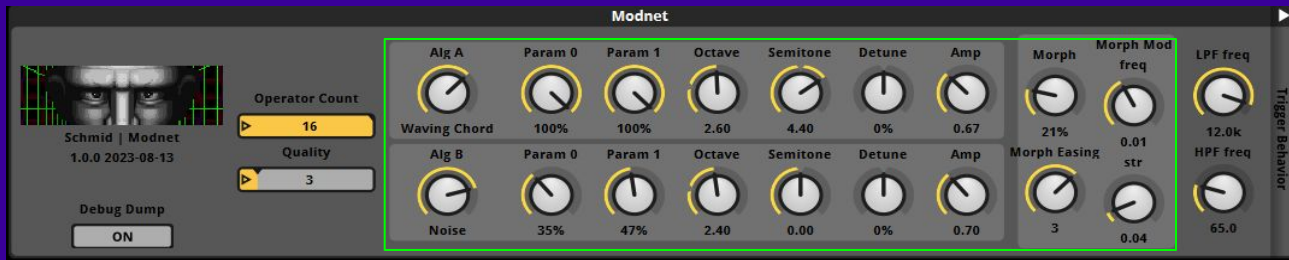 Modnet
Schmid | Modnet
1.0.0 2023-08-13
Debug Dump
ON
Operator Count
16
Quality
3
Alg A Param 0 Param 1 Octave Semitone Detune Amp
Waving Chord 100% 100% 2.60 4.40 0% 0.67
Alg B Param 0 Param 1 Octave Semitone Detune Amp
Noise 35% 47% 2.40 0.00 0% 0.70
Morph
21%
Morph Easing
3
Morph Mod
freq
0.01
str
0.04
LPF freq
12.0k
HPF freq
65.0
Trigger Behavior